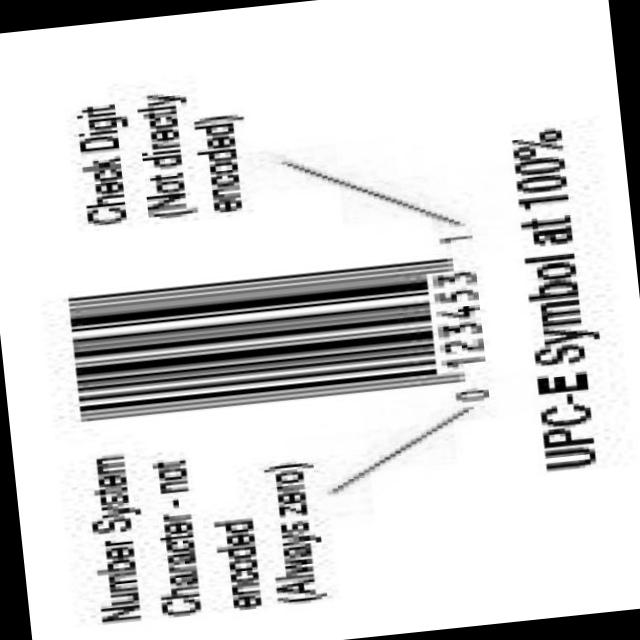 Check Digit
(Not directly
encoded)
Number System
Character - not
encoded
(Always zero)
0
123453
1
UPC-E Symbol at 100%